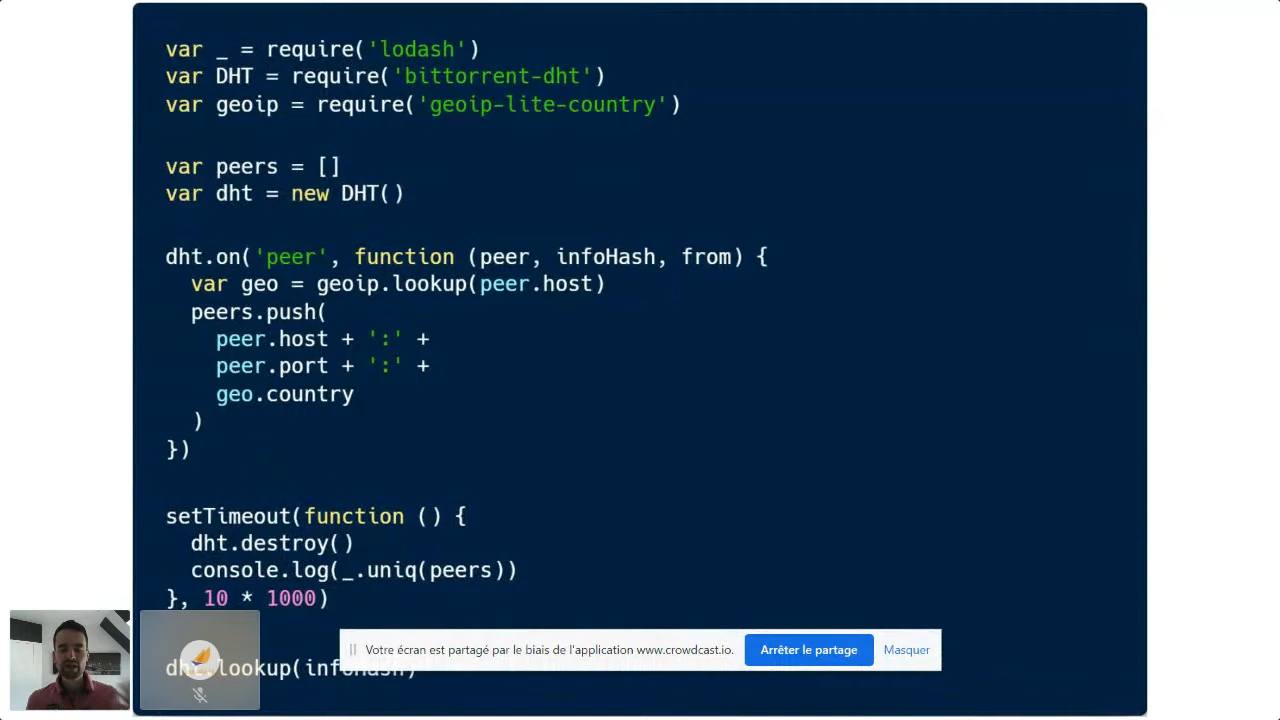 var _ = require('lodash')
var DHT = require('bittorrent-dht')
var geoip = require('geoip-lite-country')
var peers = []
var dht = new DHT()
dht.on('peer', function (peer, infoHash, from) {
var geo = geoip.lookup(peer.host)
peers.push(
peer.host + ':' +
peer.port + ':' +
geo.country
)
})
setTimeout(function () {
dht.destroy()
console.log(_.uniq(peers))
}, 10 * 1000)
Votre écran est partagé par le biais de l'application www.crowdcast.io. Arrêter le partage Masquer
dht.lookup(infoHash)